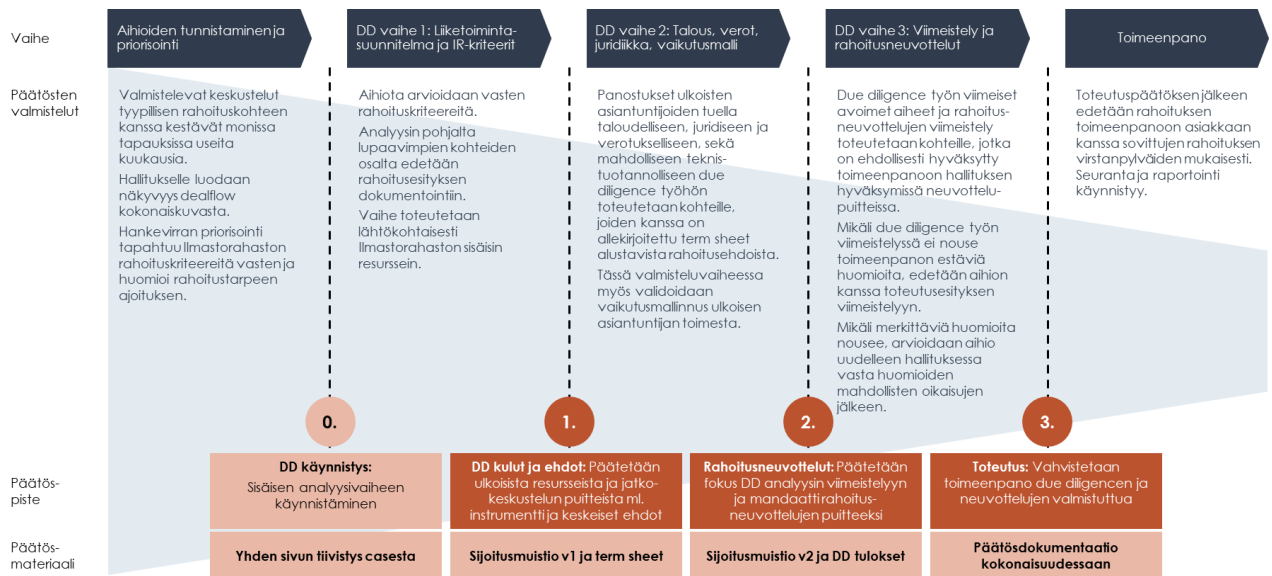 Vaihe
Aihioiden tunnistaminen ja
priorisointi
DD vaihe 1: Liiketoiminta-
suunnitelma ja IR-kriteerit
DD vaihe 2: Talous, verot,
juridiikka, vaikutusmalli
DD vaihe 3: Viimeistely ja
rahoitusneuvottelut
Toimeenpano
Päätösten
valmistelut
Valmistelevat keskustelut
tyypillisen rahoituskohteen
kanssa kestävät monissa
tapauksissa useita
kuukausia.
Hallitukselle luodaan
näkyvyys dealflow
kokonaiskuvasta.
Hankevirran priorisointi
tapahtuu Ilmastorahaston
rahoituskriteereitä vasten ja
huomioi rahoitustarpeen
ajoituksen.
Aihiota arvioidaan vasten
rahoituskriteereitä.
Analyysin pohjalta
lupaavimpien kohteiden
osalta edetään
rahoitusesityksen
dokumentointiin.
Vaihe toteutetaan
lähtökohtaisesti
Ilmastorahaston sisäisin
resurssein.
Panostukset ulkoisten
asiantuntijoiden tuella
taloudelliseen, juridiseen ja
verotukselliseen, sekä
mahdolliseen teknis-
tuotannolliseen due
diligence työhön
toteutetaan kohteille,
joiden kanssa on
allekirjoitettu term sheet
alustavista rahoitusehdoista.
Tässä valmisteluvaiheessa
myös validoidaan
vaikutusmallinnus ulkoisen
asiantuntijan toimesta.
Due diligence työn viimeiset
avoimet aiheet ja rahoitus-
neuvottelujen viimeistely
toteutetaan kohteille, jotka
on ehdollisesti hyväksytty
toimeenpanoon hallituksen
hyväksymissä neuvottelu-
puitteissa.
Mikäli due diligence työn
viimeistelyssä ei nouse
toimeenpanon estäviä
huomioita, edetään aihion
kanssa toteutusesityksen
viimeistelyyn.
Mikäli merkittäviä huomioita
nousee, arvioidaan aihio
uudelleen hallituksessa
vasta huomioiden
mahdollisten oikaisujen
jälkeen.
Toteutuspäätöksen jälkeen
edetään rahoituksen
toimeenpanoon asiakkaan
kanssa sovittujen rahoituksen
virstanpylväiden mukaisesti.
Seuranta ja raportointi
käynnistyy.
0.
1.
2.
3.
Päätös-
piste
DD käynnistys:
Sisäisen analyysivaiheen
käynnistäminen
DD kulut ja ehdot: Päätetään
ulkoisista resursseista ja jatko-
keskustelun puitteista ml.
instrumentti ja keskeiset ehdot
Rahoitusneuvottelut: Päätetään
fokus DD analyysin viimeistelyyn
ja mandaatti rahoitus-
neuvottelujen puitteeksi
Toteutus: Vahvistetaan
toimeenpano due diligencen ja
neuvottelujen valmistuttua
Päätös-
materiaali
Yhden sivun tiivistys casesta
Sijoitusmuistio v1 ja term sheet
Sijoitusmuistio v2 ja DD tulokset
Päätösdokumentaatio
kokonaisuudessaan